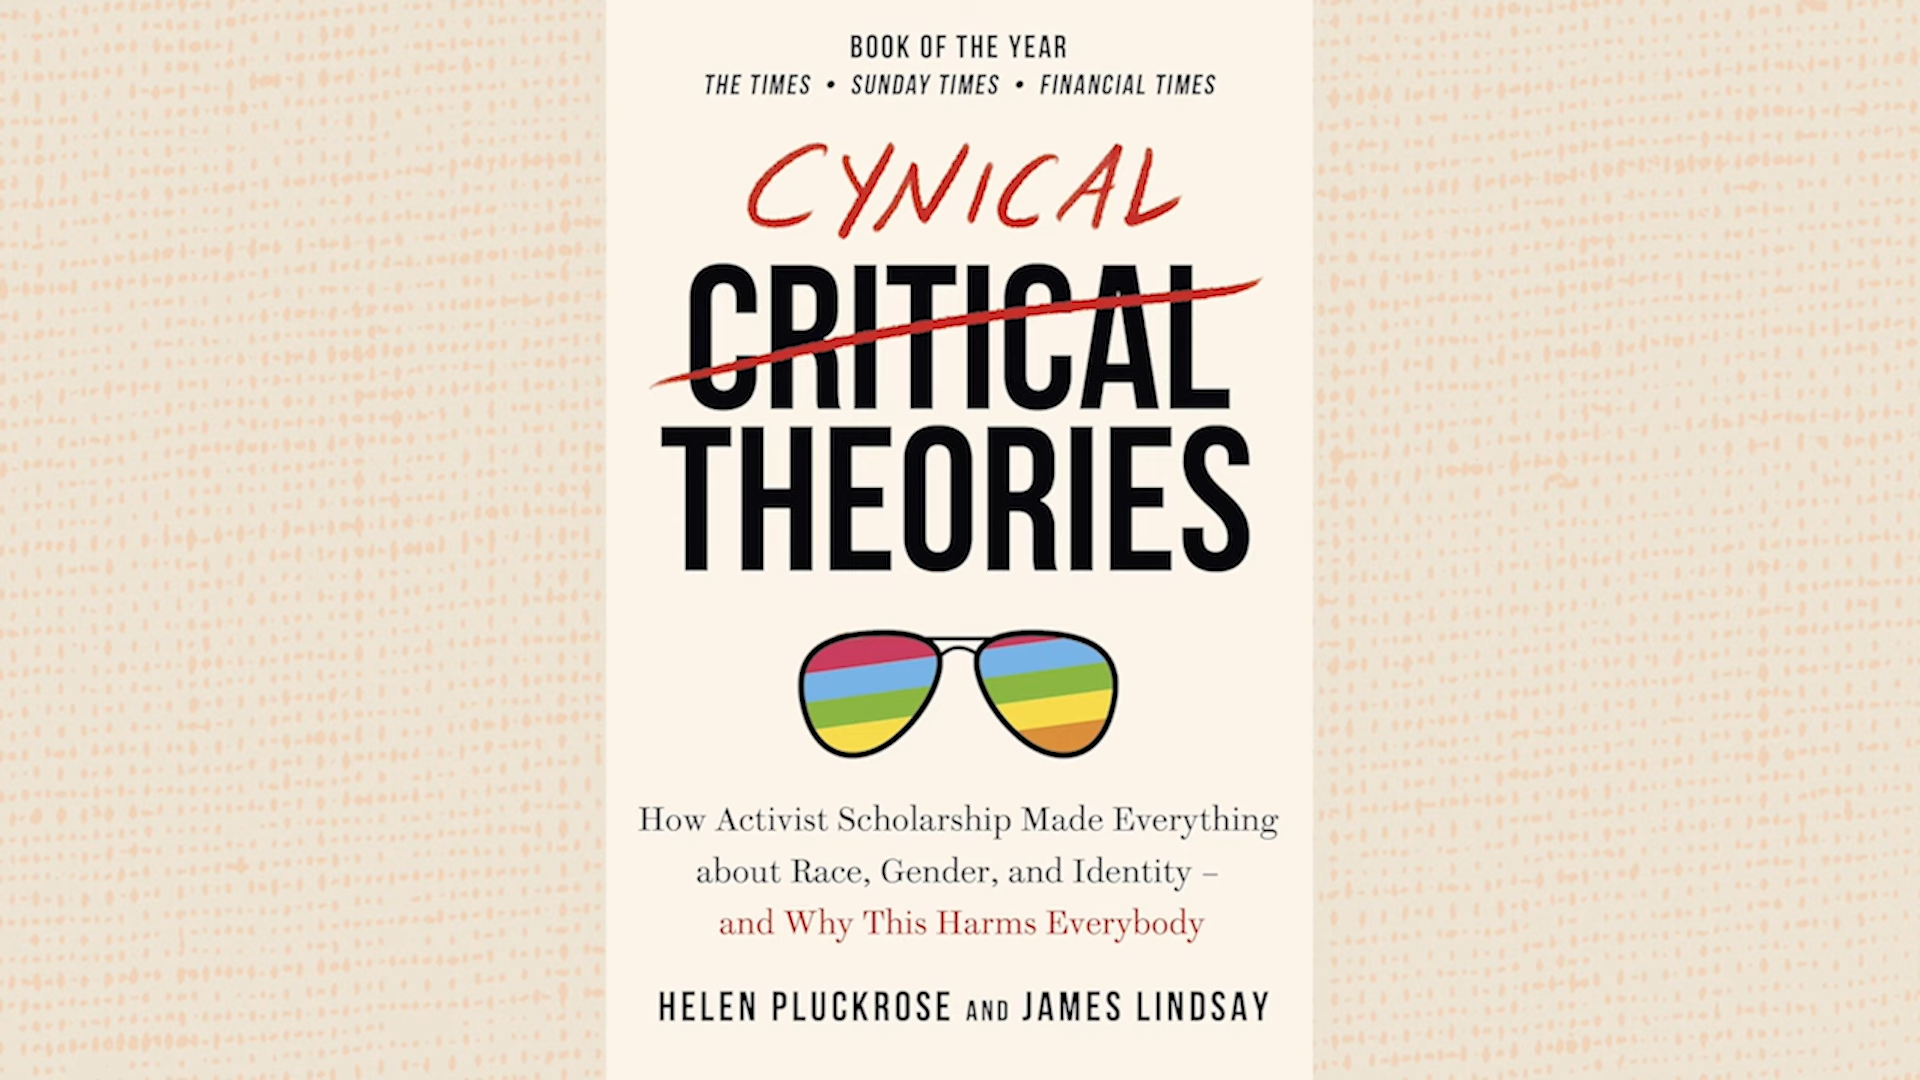 BOOK OF THE YEAR
THE TIMES • SUNDAY TIMES • FINANCIAL TIMES
CYNICAL
CRITICAL
THEORIES
How Activist Scholarship Made Everything
about Race, Gender, and Identity –
and Why This Harms Everybody
HELEN PLUCKROSE AND JAMES LINDSAY